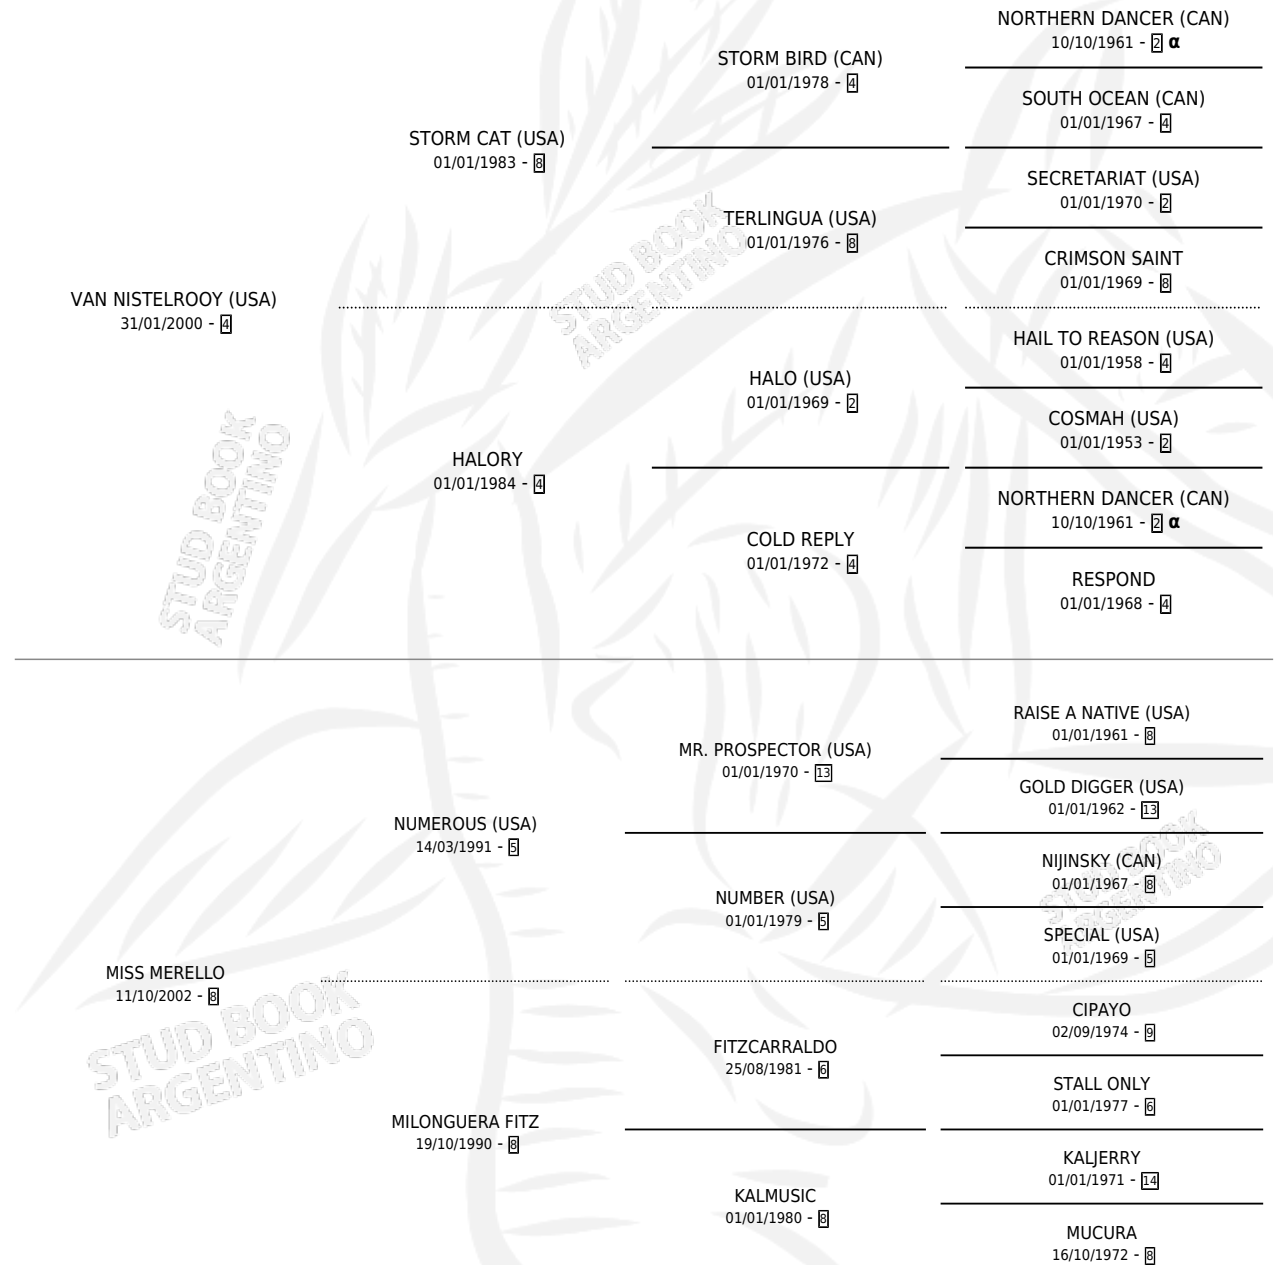 NORTHERN DANCER (CAN)
10/10/1961 - 2 α
STORM BIRD (CAN)
01/01/1978 - 4
SOUTH OCEAN (CAN)
01/01/1967 - 4
STORM CAT (USA)
01/01/1983 - 8
SECRETARIAT (USA)
01/01/1970 - 2
TERLINGUA (USA)
01/01/1976 - 8
CRIMSON SAINT
01/01/1969 - 8
VAN NISTELROOY (USA)
31/01/2000 - 4
HAIL TO REASON (USA)
01/01/1958 - 4
HALO (USA)
01/01/1969 - 2
COSMAH (USA)
01/01/1953 - 2
HALORY
01/01/1984 - 4
NORTHERN DANCER (CAN)
10/10/1961 - 2 α
COLD REPLY
01/01/1972 - 4
RESPOND
01/01/1968 - 4
RAISE A NATIVE (USA)
01/01/1961 - 8
MR. PROSPECTOR (USA)
01/01/1970 - 13
GOLD DIGGER (USA)
01/01/1962 - 13
NUMEROUS (USA)
14/03/1991 - 5
NIJINSKY (CAN)
01/01/1967 - 8
NUMBER (USA)
01/01/1979 - 5
SPECIAL (USA)
01/01/1969 - 5
MISS MERELLO
11/10/2002 - 8
CIPAYO
02/09/1974 - 9
FITZCARRALDO
25/08/1981 - 6
STALL ONLY
01/01/1977 - 6
MILONGUERA FITZ
19/10/1990 - 8
KALJERRY
01/01/1971 - 14
KALMUSIC
01/01/1980 - 8
MUCURA
16/10/1972 - 8
STUD BOOK
ARGENTINO
STUD BOOK
ARGENTINO
STUD BOOK
ARGENTINO
STUD BOOK
ARGENTINO